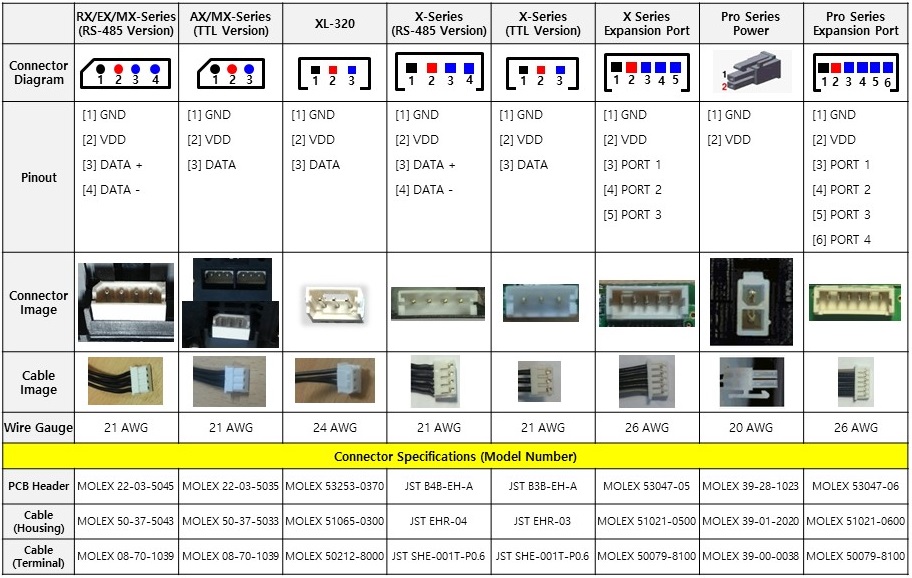 RX/EX/MX-Series AX/MX-Series XL-320 X-Series X-Series X Series Pro Series Pro Series
(RS-485 Version) (TTL Version) (RS-485 Version) (TTL Version) Expansion Port Power Expansion Port
Connector Diagram
1 2 3 4
1 2 3
1 2 3
1 2 3 4
1 2 3
1 2 3 4 5
1
2
1 2 3 4 5 6
Pinout
[1] GND [1] GND [1] GND [1] GND [1] GND [1] GND [1] GND [1] GND
[2] VDD [2] VDD [2] VDD [2] VDD [2] VDD [2] VDD [2] VDD [2] VDD
[3] DATA + [3] DATA [3] DATA [3] DATA + [3] DATA [3] PORT 1 [3] PORT 1
[4] DATA - [4] DATA - [4] PORT 2 [4] PORT 2
[5] PORT 3 [5] PORT 3
[6] PORT 4
Connector
Image
Cable
Image
Wire Gauge 21 AWG 21 AWG 24 AWG 21 AWG 21 AWG 26 AWG 20 AWG 26 AWG
Connector Specifications (Model Number)
PCB Header MOLEX 22-03-5045 MOLEX 22-03-5035 MOLEX 53253-0370 JST B4B-EH-A JST B3B-EH-A MOLEX 53047-05 MOLEX 39-28-1023 MOLEX 53047-06
Cable
(Housing) MOLEX 50-37-5043 MOLEX 50-37-5033 MOLEX 51065-0300 JST EHR-04 JST EHR-03 MOLEX 51021-0500 MOLEX 39-01-2020 MOLEX 51021-0600
Cable
(Terminal) MOLEX 08-70-1039 MOLEX 08-70-1039 MOLEX 50212-8000 JST SHE-001T-P0.6 JST SHE-001T-P0.6 MOLEX 50079-8100 MOLEX 39-00-0038 MOLEX 50079-8100